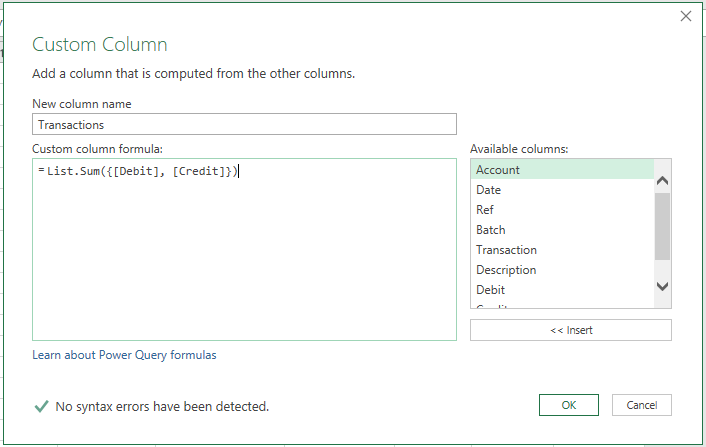 Custom Column
Add a column that is computed from the other columns.
New column name
Transactions
Custom column formula:
= List.Sum({[Debit], [Credit]})
Available columns:
Account
Date
Ref
Batch
Transaction
Description
Debit
<< Insert
Learn about Power Query formulas
No syntax errors have been detected.
OK
Cancel